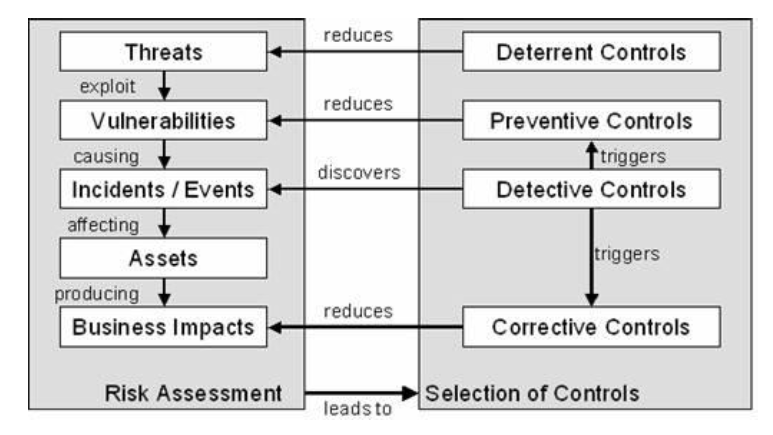 Threats
reduces
Deterrent Controls
exploit
Vulnerabilities
reduces
Preventive Controls
causing
triggers
Incidents / Events
discovers
Detective Controls
affecting
Assets
triggers
producing
Business Impacts
reduces
Corrective Controls
Risk Assessment
leads to
Selection of Controls